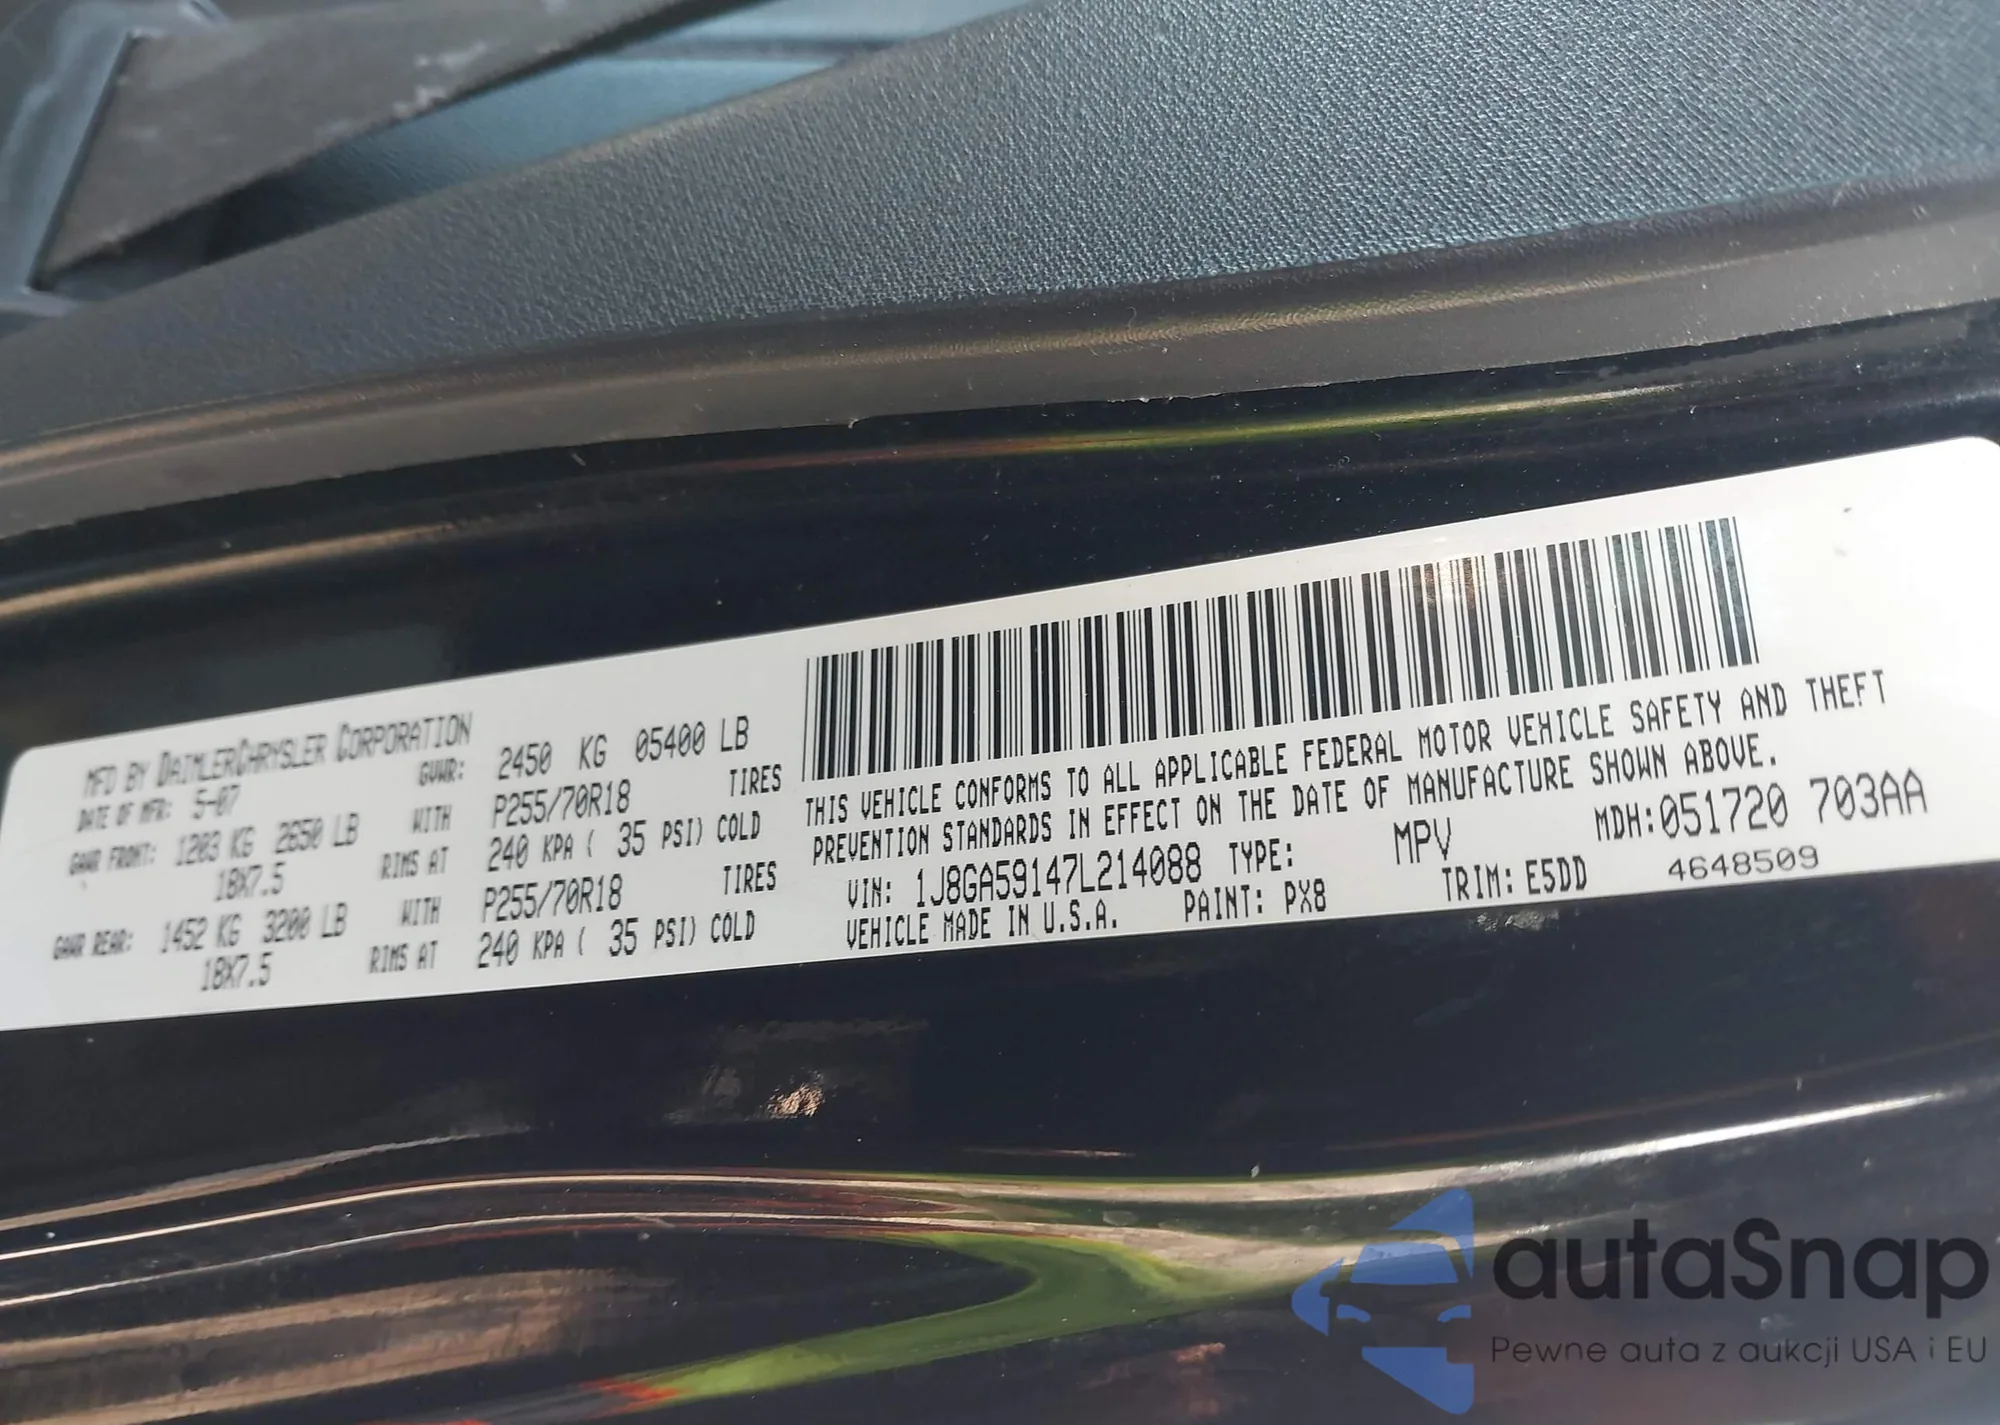 MFD BY DAIMLERCHRYSLER CORPORATION
DATE OF MFR: 5-07 GVWR: 2450 KG 05400 LB
GAWR FRONT: 1203 KG 2650 LB WITH P255/70R18 TIRES
18X7.5 RIMS AT 240 KPA ( 35 PSI) COLD
GAWR REAR: 1452 KG 3200 LB WITH P255/70R18 TIRES
18X7.5 RIMS AT 240 KPA ( 35 PSI) COLD
THIS VEHICLE CONFORMS TO ALL APPLICABLE FEDERAL MOTOR VEHICLE SAFETY AND THEFT
PREVENTION STANDARDS IN EFFECT ON THE DATE OF MANUFACTURE SHOWN ABOVE.
VIN: 1J8GA59147L214088 TYPE: MPV MDH:051720 703AA
VEHICLE MADE IN U.S.A. PAINT: PX8 TRIM: E5DD 4648509
autaSnap
Pewne auta z aukcji USA i EU